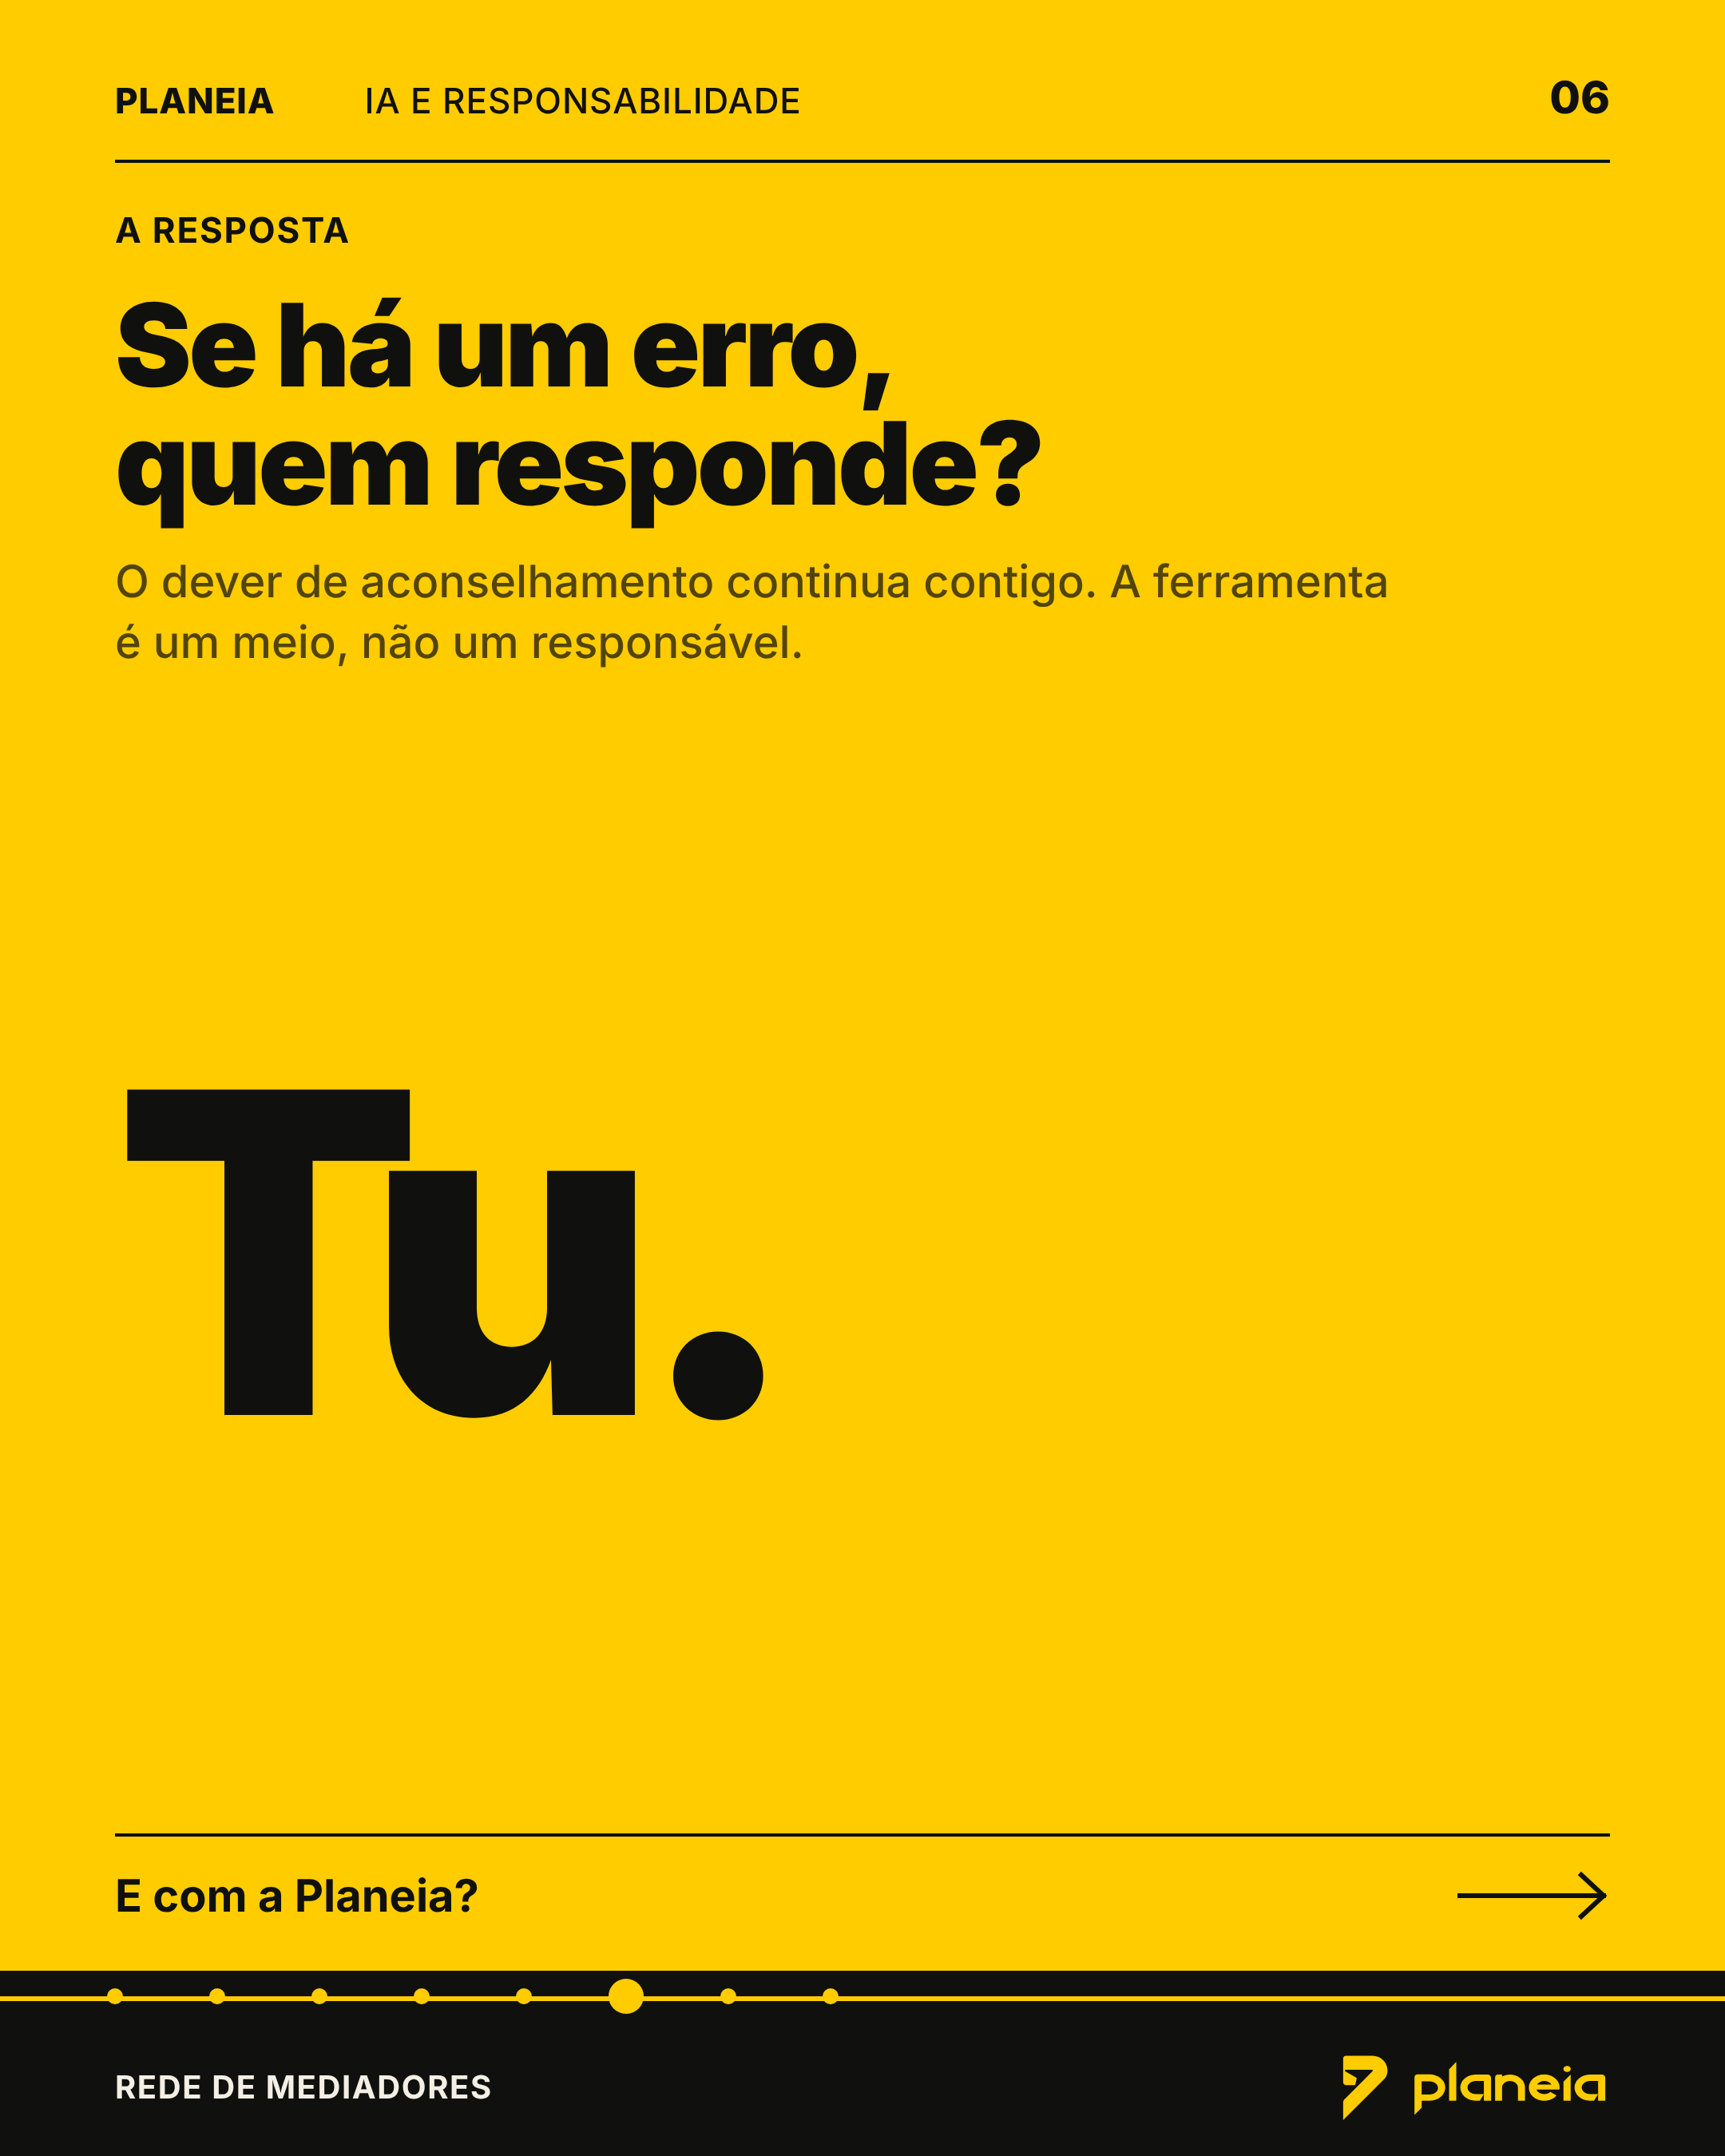 PLANEIA IA E RESPONSABILIDADE 06
A RESPOSTA
Se há um erro,
quem responde?
O dever de aconselhamento continua contigo. A ferramenta
é um meio, não um responsável.
Tu.
E com a Planeia?
REDE DE MEDIADORES
planeia